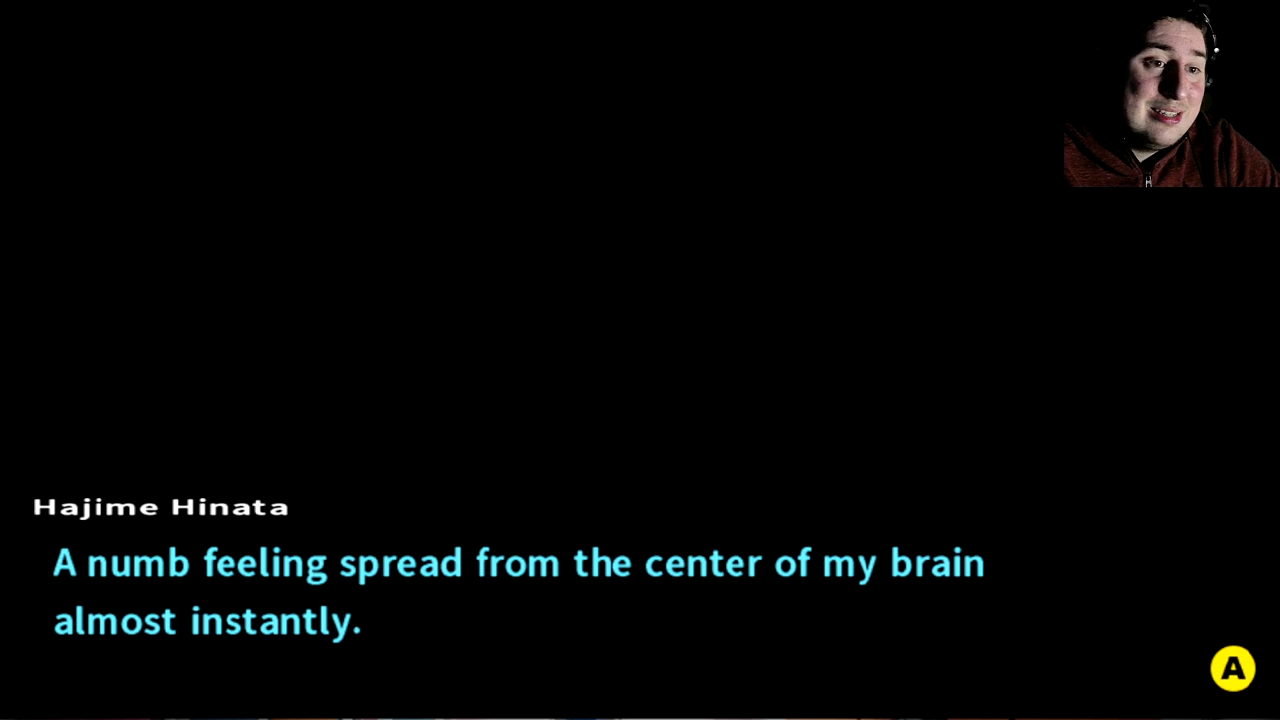 Hajime Hinata
A numb feeling spread from the center of my brain
almost instantly.
A